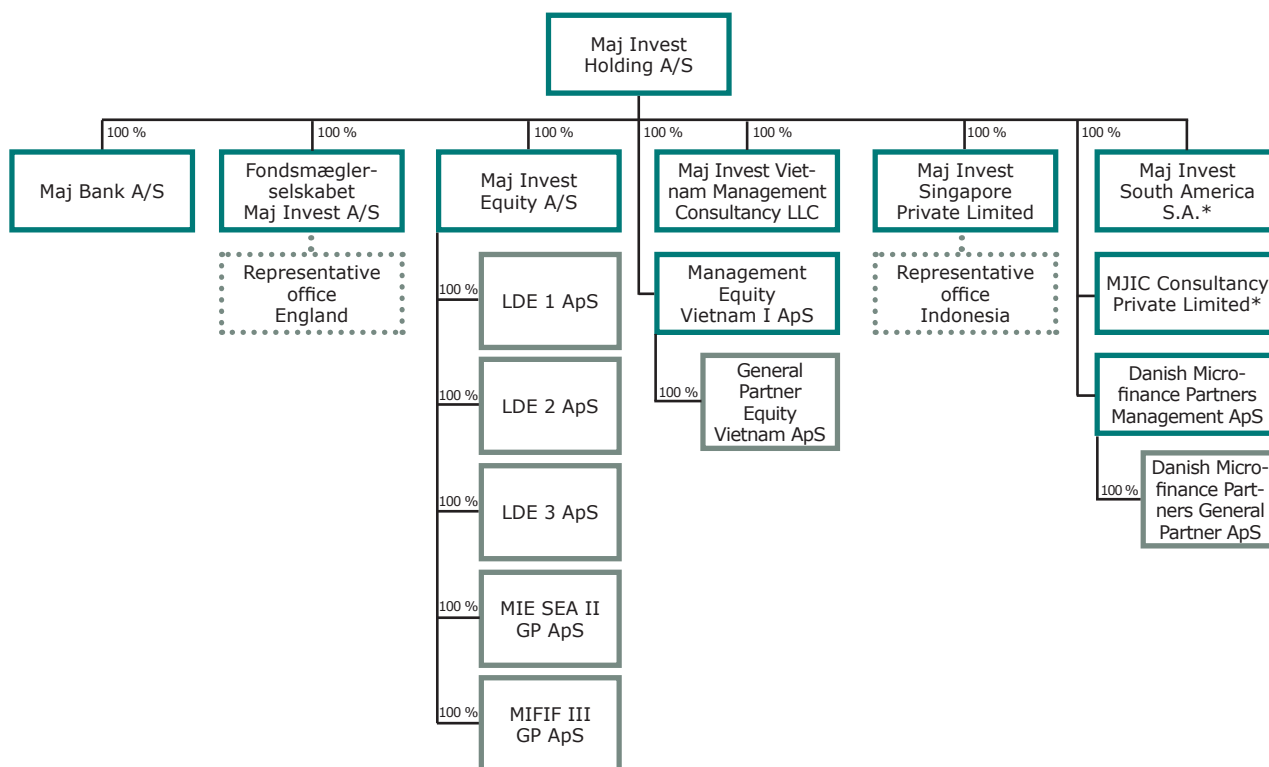 Maj Invest
Holding A/S
100 %
100 %
100 %
100 %
100 %
100 %
100 %
Maj Bank A/S
Fondsmægler-
selskabet
Maj Invest A/S
Maj Invest
Equity A/S
Maj Invest Viet-
nam Management
Consultancy LLC
Maj Invest
Singapore
Private Limited
Maj Invest
South America
S.A.*
Representative
office
England
100 %
LDE 1 ApS
Management
Equity
Vietnam I ApS
Representative
office
Indonesia
MJIC Consultancy
Private Limited*
100 %
LDE 2 ApS
100 %
General
Partner
Equity
Vietnam ApS
Danish Micro-
finance Partners
Management ApS
100 %
LDE 3 ApS
100 %
Danish Micro-
finance Part-
ners General
Partner ApS
100 %
MIE SEA II
GP ApS
100 %
MIFIF III
GP ApS